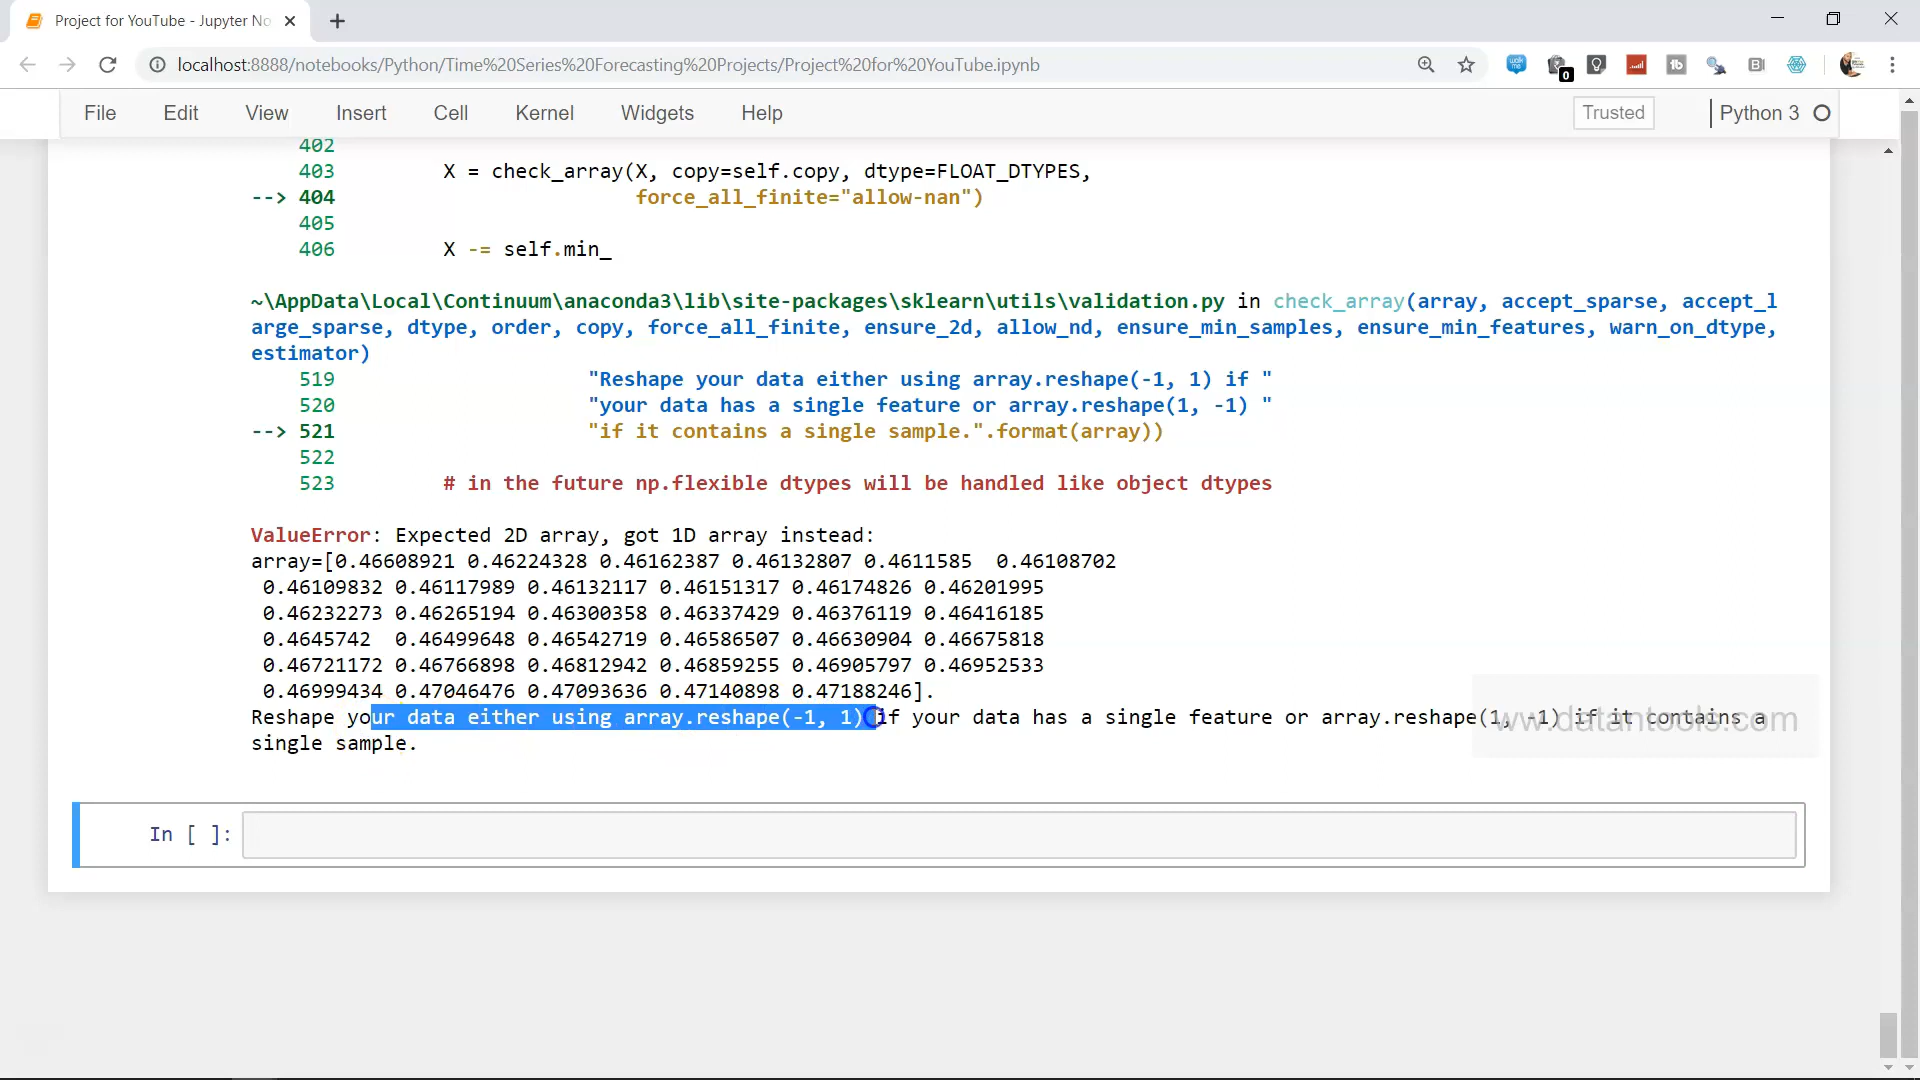 Project for YouTube - Jupyter No
localhost:8888/notebooks/Python/Time%20Series%20Forecasting%20Projects/Project%20for%20YouTube.ipynb
File Edit View Insert Cell Kernel Widgets Help Trusted Python 3
402
403 X = check_array(X, copy=self.copy, dtype=FLOAT_DTYPES,
--> 404 force_all_finite="allow-nan")
405
406 X -= self.min_
~\AppData\Local\Continuum\anaconda3\lib\site-packages\sklearn\utils\validation.py in check_array(array, accept_sparse, accept_l
arge_sparse, dtype, order, copy, force_all_finite, ensure_2d, allow_nd, ensure_min_samples, ensure_min_features, warn_on_dtype,
estimator)
519 "Reshape your data either using array.reshape(-1, 1) if "
520 "your data has a single feature or array.reshape(1, -1) "
--> 521 "if it contains a single sample.".format(array))
522
523 # in the future np.flexible dtypes will be handled like object dtypes
ValueError: Expected 2D array, got 1D array instead:
array=[0.46608921 0.46224328 0.46162387 0.46132807 0.4611585 0.46108702
0.46109832 0.46117989 0.46132117 0.46151317 0.46174826 0.46201995
0.46232273 0.46265194 0.46300358 0.46337429 0.46376119 0.46416185
0.4645742 0.46499648 0.46542719 0.46586507 0.46630904 0.46675818
0.46721172 0.46766898 0.46812942 0.46859255 0.46905797 0.46952533
0.46999434 0.47046476 0.47093636 0.47140898 0.47188246].
Reshape your data either using array.reshape(-1, 1) if your data has a single feature or array.reshape(1, -1) if it contains a
single sample.
www.datantools.com
In [ ]: